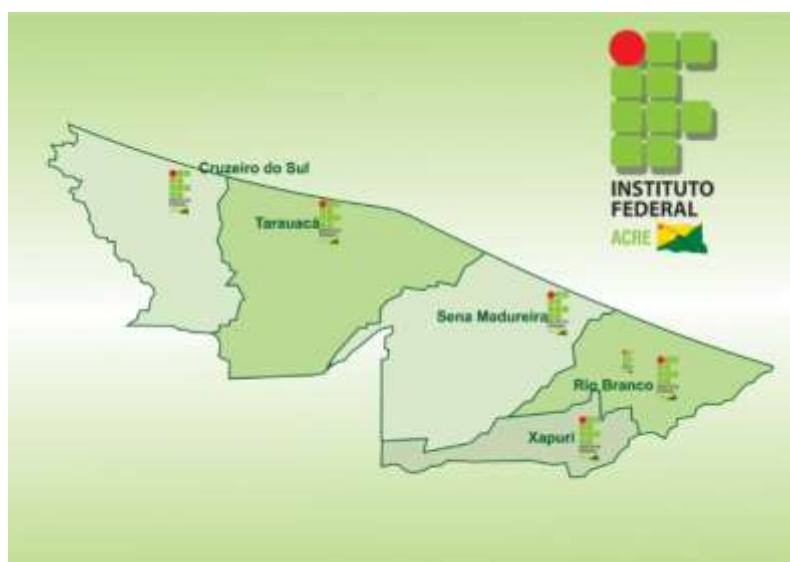 INSTITUTO
FEDERAL
ACRE
Cruzeiro do Sul
Tarauacá
Sena Madureira
Rio Branco
Xapuri